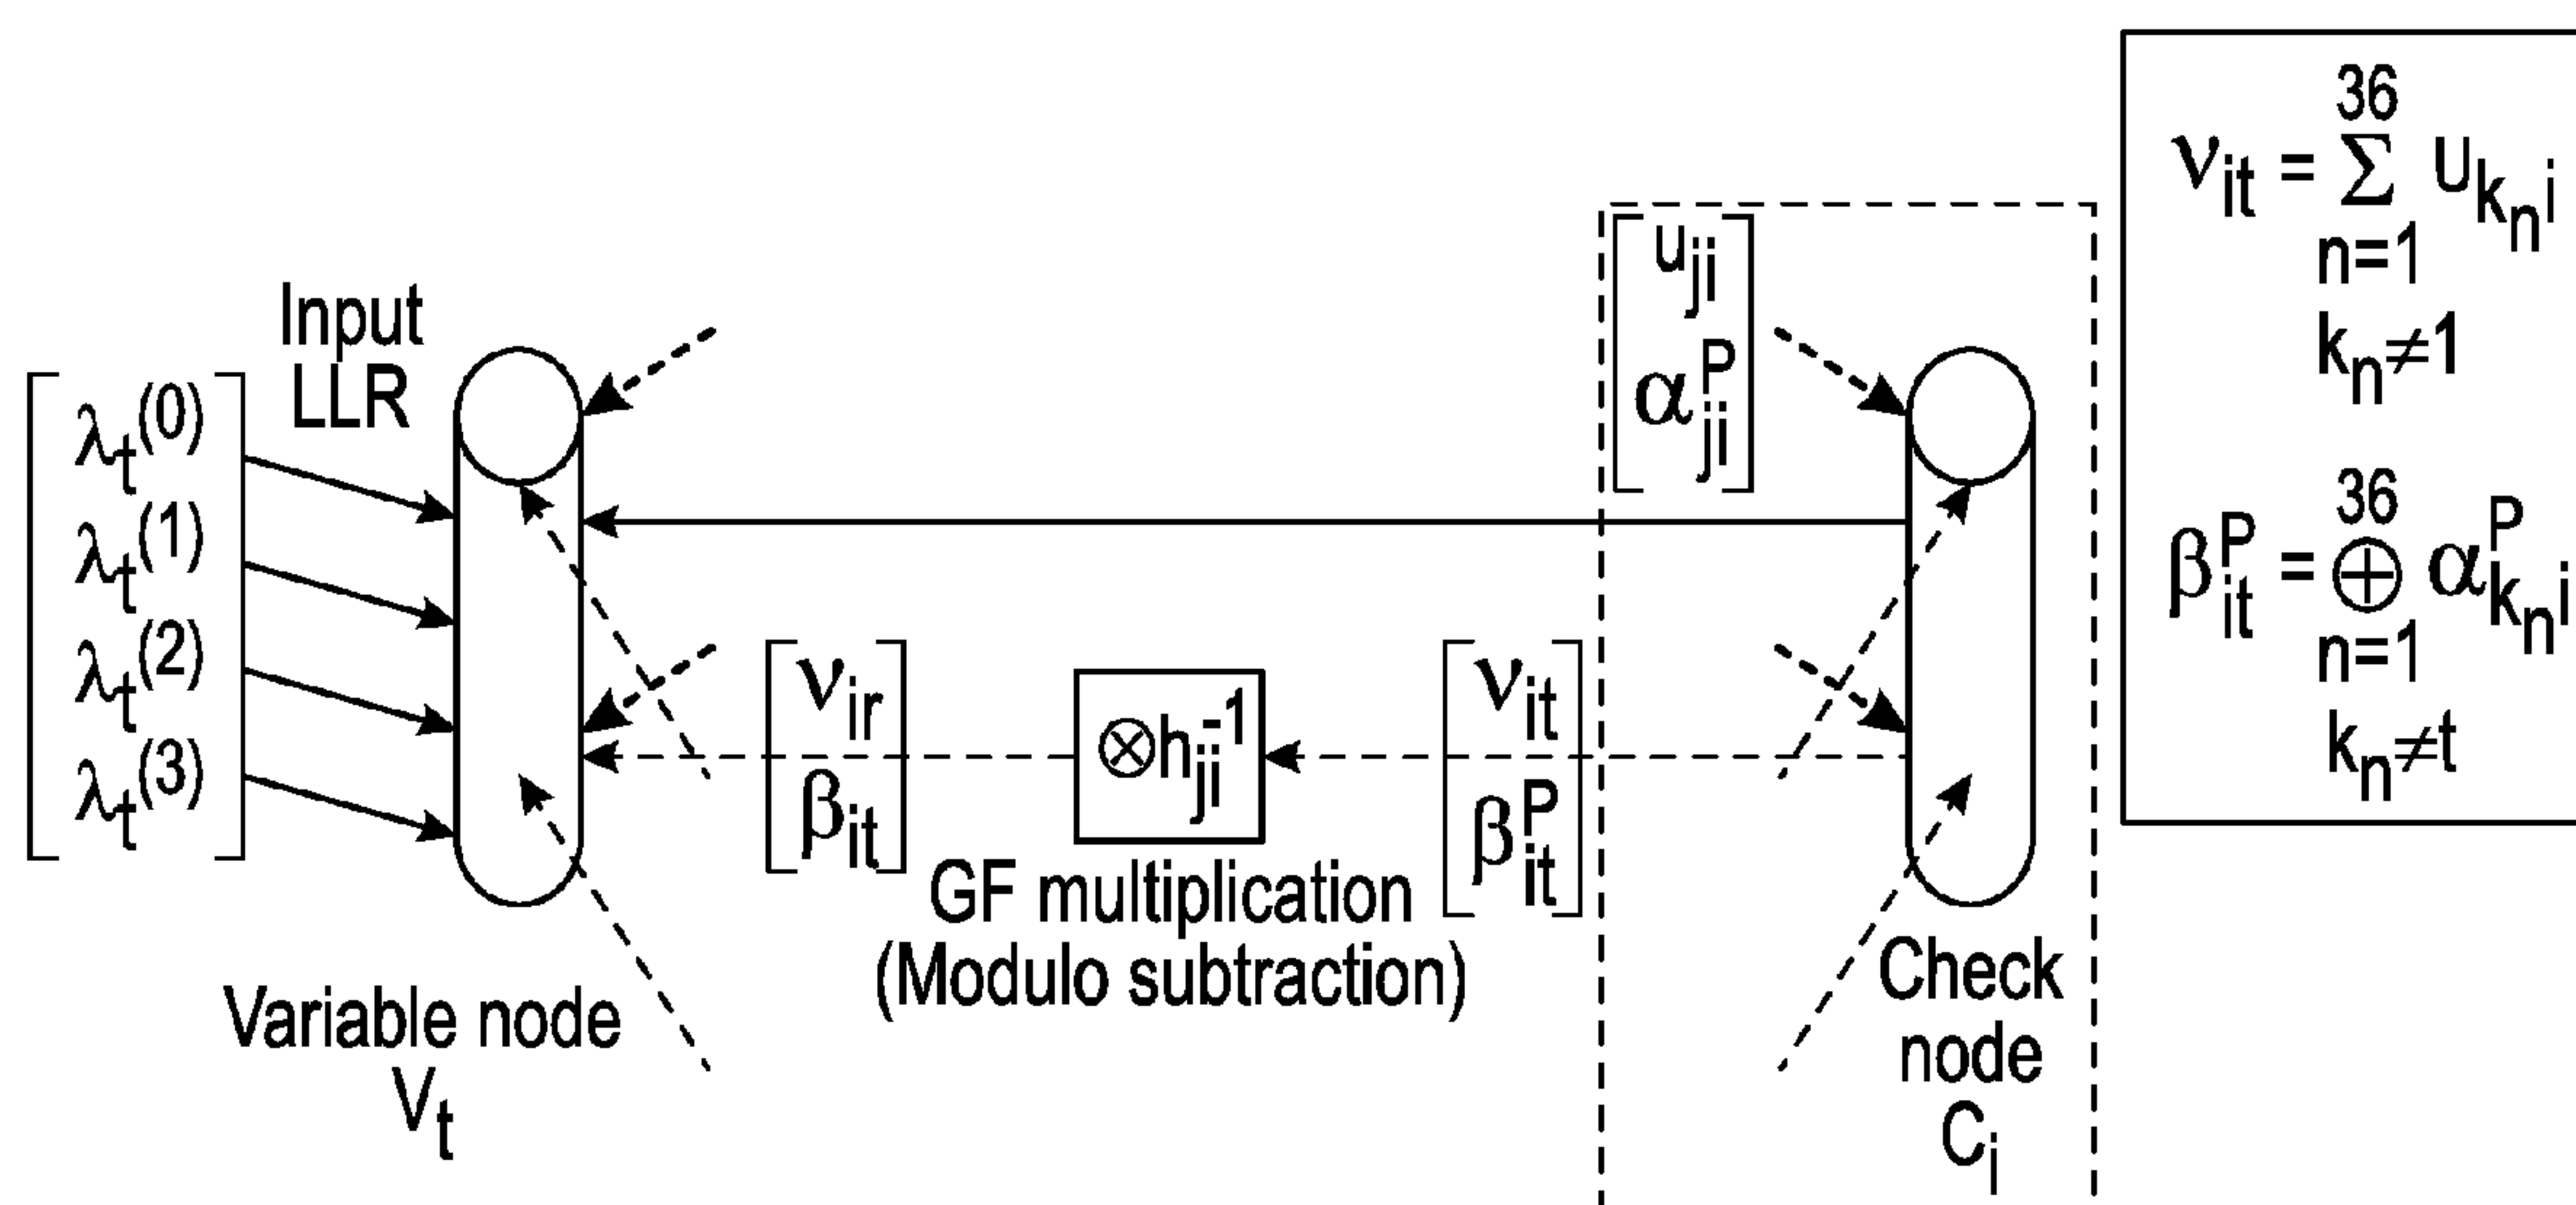 Input
LLR
λt(0)
λt(1)
λt(2)
λt(3)
Variable node
Vt
νir
βit
⊗hji-1
GF multiplication
(Modulo subtraction)
νit
βPit
uji
αPji
Check
node
Ci
36
νit = Σ Ukni
n=1
kn≠1
36
βPit = ⊕ αPkni
n=1
kn≠t